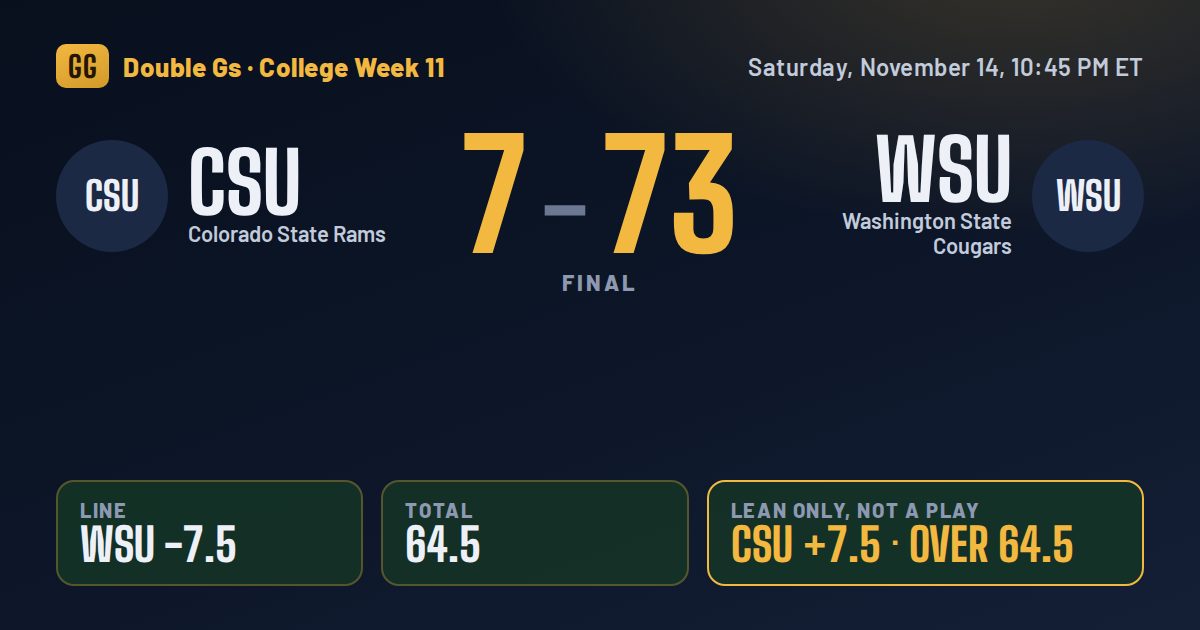 GG Double Gs · College Week 11
Saturday, November 14, 10:45 PM ET
CSU
CSU
Colorado State Rams
7 – 73
FINAL
WSU
Washington State
Cougars
WSU
LINE
WSU −7.5
TOTAL
64.5
LEAN ONLY, NOT A PLAY
CSU +7.5 · OVER 64.5